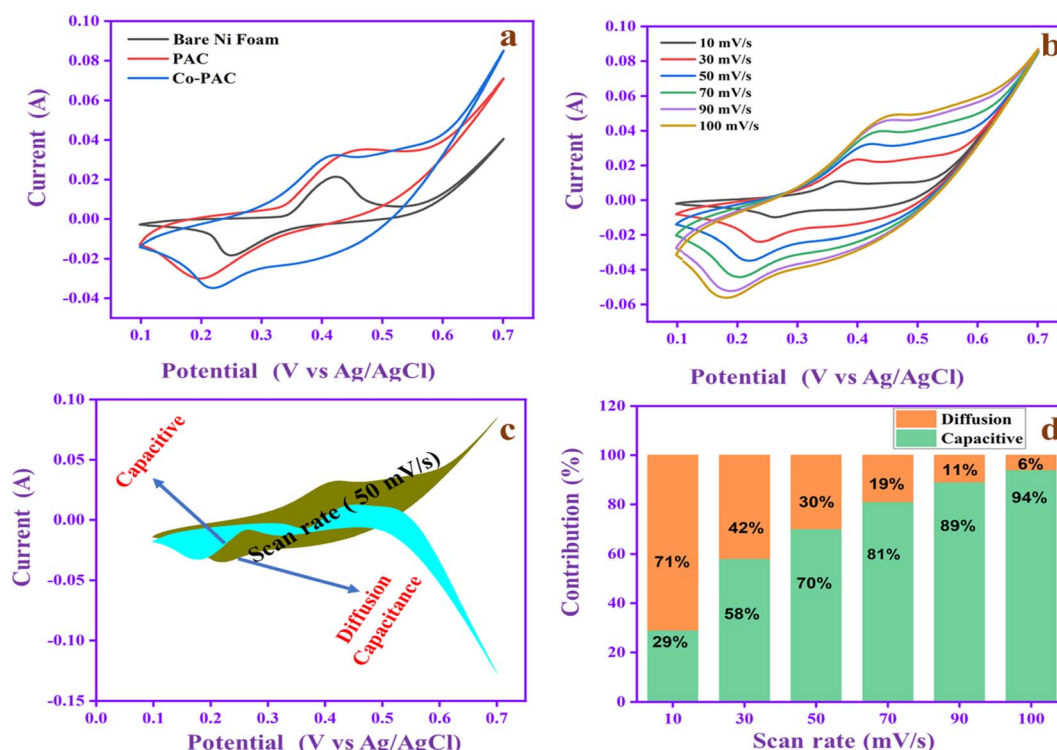 a
Bare Ni Foam
PAC
Co-PAC
0.10
0.08
0.06
0.04
0.02
0.00
-0.02
-0.04
Current (A)
0.1 0.2 0.3 0.4 0.5 0.6 0.7
Potential (V vs Ag/AgCl)
b
10 mV/s
30 mV/s
50 mV/s
70 mV/s
90 mV/s
100 mV/s
0.10
0.08
0.06
0.04
0.02
0.00
-0.02
-0.04
-0.06
Current (A)
0.1 0.2 0.3 0.4 0.5 0.6 0.7
Potential (V vs Ag/AgCl)
c
0.10
0.05
0.00
-0.05
-0.10
-0.15
Current (A)
Capacitive
Scan rate ( 50 mV/s)
Diffusion
Capacitance
0.0 0.1 0.2 0.3 0.4 0.5 0.6 0.7
Potential (V vs Ag/AgCl)
d
Diffusion
Capacitive
120
100
80
60
40
20
0
Contribution (%)
71% 42% 30% 19% 11% 6%
29% 58% 70% 81% 89% 94%
10 30 50 70 90 100
Scan rate (mV/s)